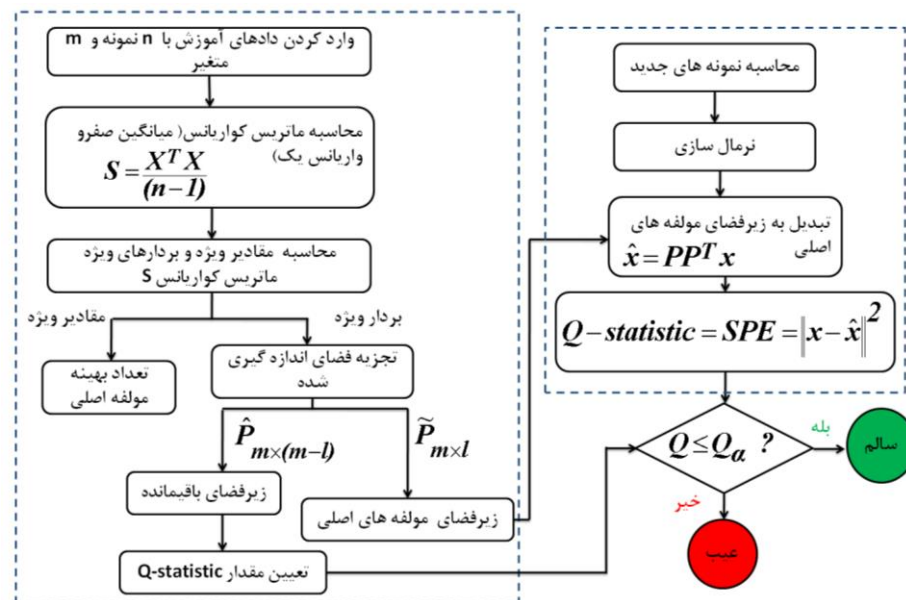 وارد کردن دادهای آموزش با n نمونه و m
متغیر
محاسبه ماتریس کواریانس( میانگین صفرو
واریانس یک)
S = X^T X / (n-1)
محاسبه مقادیر ویژه و بردارهای ویژه
ماتریس کواریانس S
مقادیر ویژه
بردار ویژه
تعداد بهینه
مولفه اصلی
تجزیه فضای اندازه گیری
شده
P̂ m×(m-l)
P̃ m×l
زیرفضای باقیمانده
زیرفضای مولفه های اصلی
تعیین مقدار Q-statistic
محاسبه نمونه های جدید
نرمال سازی
تبدیل به زیرفضای مولفه های
اصلی
x̂ = PP^T x
Q-statistic = SPE = ‖x-x̂‖^2
Q ≤ Qα ?
بله
سالم
خیر
عیب